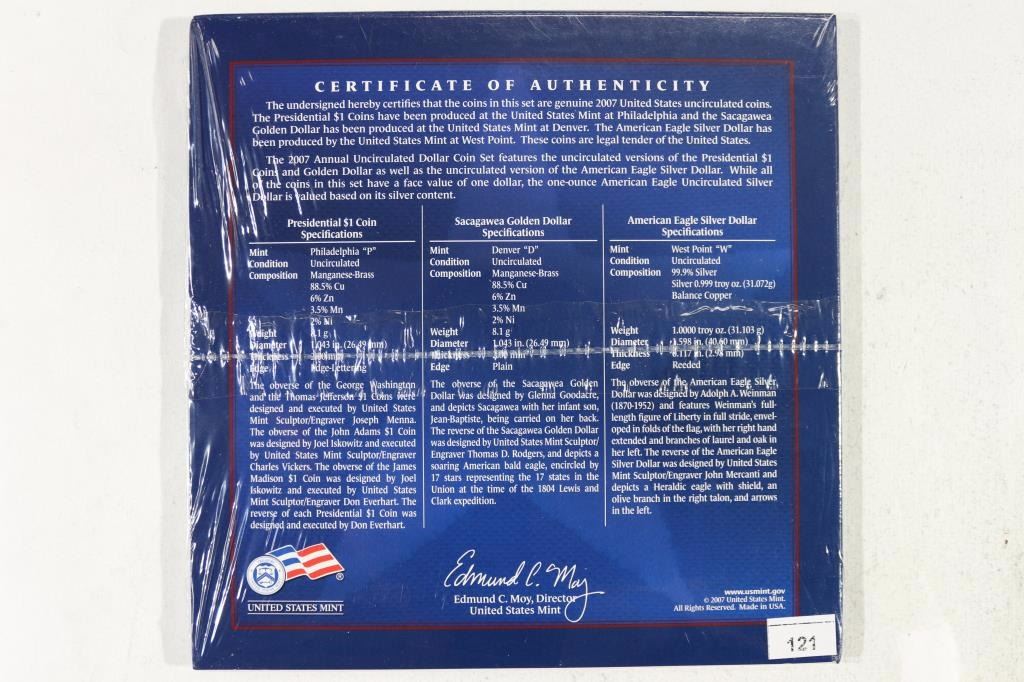 CERTIFICATE OF AUTHENTICITY
The undersigned hereby certifies that the coins in this set are genuine 2007 United States uncirculated coins.
The Presidential $1 Coins have been produced at the United States Mint at Philadelphia and the Sacagawea
Golden Dollar has been produced at the United States Mint at Denver. The American Eagle Silver Dollar has
been produced by the United States Mint at West Point. These coins are legal tender of the United States.
The 2007 Annual Uncirculated Dollar Coin Set features the uncirculated versions of the Presidential $1
Coins and Golden Dollar as well as the uncirculated version of the American Eagle Silver Dollar. While all
of the coins in this set have a face value of one dollar, the one-ounce American Eagle Uncirculated Silver
Dollar is valued based on its silver content.
Presidential $1 Coin
Specifications
Mint Philadelphia "P"
Condition Uncirculated
Composition Manganese-Brass
88.5% Cu
6% Zn
3.5% Mn
2% Ni
Weight 8.1 g
Diameter 1.043 in. (26.49 mm)
Thickness 2.00 mm
Edge Edge-Lettering
The obverse of the George Washington
and the Thomas Jefferson $1 Coins were
designed and executed by United States
Mint Sculptor/Engraver Joseph Menna.
The obverse of the John Adams $1 Coin
was designed by Joel Iskowitz and executed
by United States Mint Sculptor/Engraver
Charles Vickers. The obverse of the James
Madison $1 Coin was designed by Joel
Iskowitz and executed by United States
Mint Sculptor/Engraver Don Everhart. The
reverse of each Presidential $1 Coin was
designed and executed by Don Everhart.
Sacagawea Golden Dollar
Specifications
Mint Denver "D"
Condition Uncirculated
Composition Manganese-Brass
88.5% Cu
6% Zn
3.5% Mn
2% Ni
Weight 8.1 g
Diameter 1.043 in. (26.49 mm)
Thickness 2.00 mm
Edge Plain
The obverse of the Sacagawea Golden
Dollar was designed by Glenna Goodacre,
and depicts Sacagawea with her infant son,
Jean-Baptiste, being carried on her back.
The reverse of the Sacagawea Golden Dollar
was designed by United States Mint Sculptor/
Engraver Thomas D. Rodgers, and depicts a
soaring American bald eagle, encircled by
17 stars representing the 17 states in the
Union at the time of the 1804 Lewis and
Clark expedition.
American Eagle Silver Dollar
Specifications
Mint West Point "W"
Condition Uncirculated
Composition 99.9% Silver
Silver 0.999 troy oz. (31.072g)
Balance Copper
Weight 1.0000 troy oz. (31.103 g)
Diameter 1.598 in. (40.60 mm)
Thickness 0.117 in. (2.98 mm)
Edge Reeded
The obverse of the American Eagle Silver
Dollar was designed by Adolph A. Weinman
(1870-1952) and features Weinman's full-
length figure of Liberty in full stride, envel-
oped in folds of the flag, with her right hand
extended and branches of laurel and oak in
her left. The reverse of the American Eagle
Silver Dollar was designed by United States
Mint Sculptor/Engraver John Mercanti and
depicts a Heraldic eagle with shield, an
olive branch in the right talon, and arrows
in the left.
®
UNITED STATES MINT
Edmund C. Moy
Edmund C. Moy, Director
United States Mint
www.usmint.gov
© 2007 United States Mint.
All Rights Reserved. Made in USA.
121